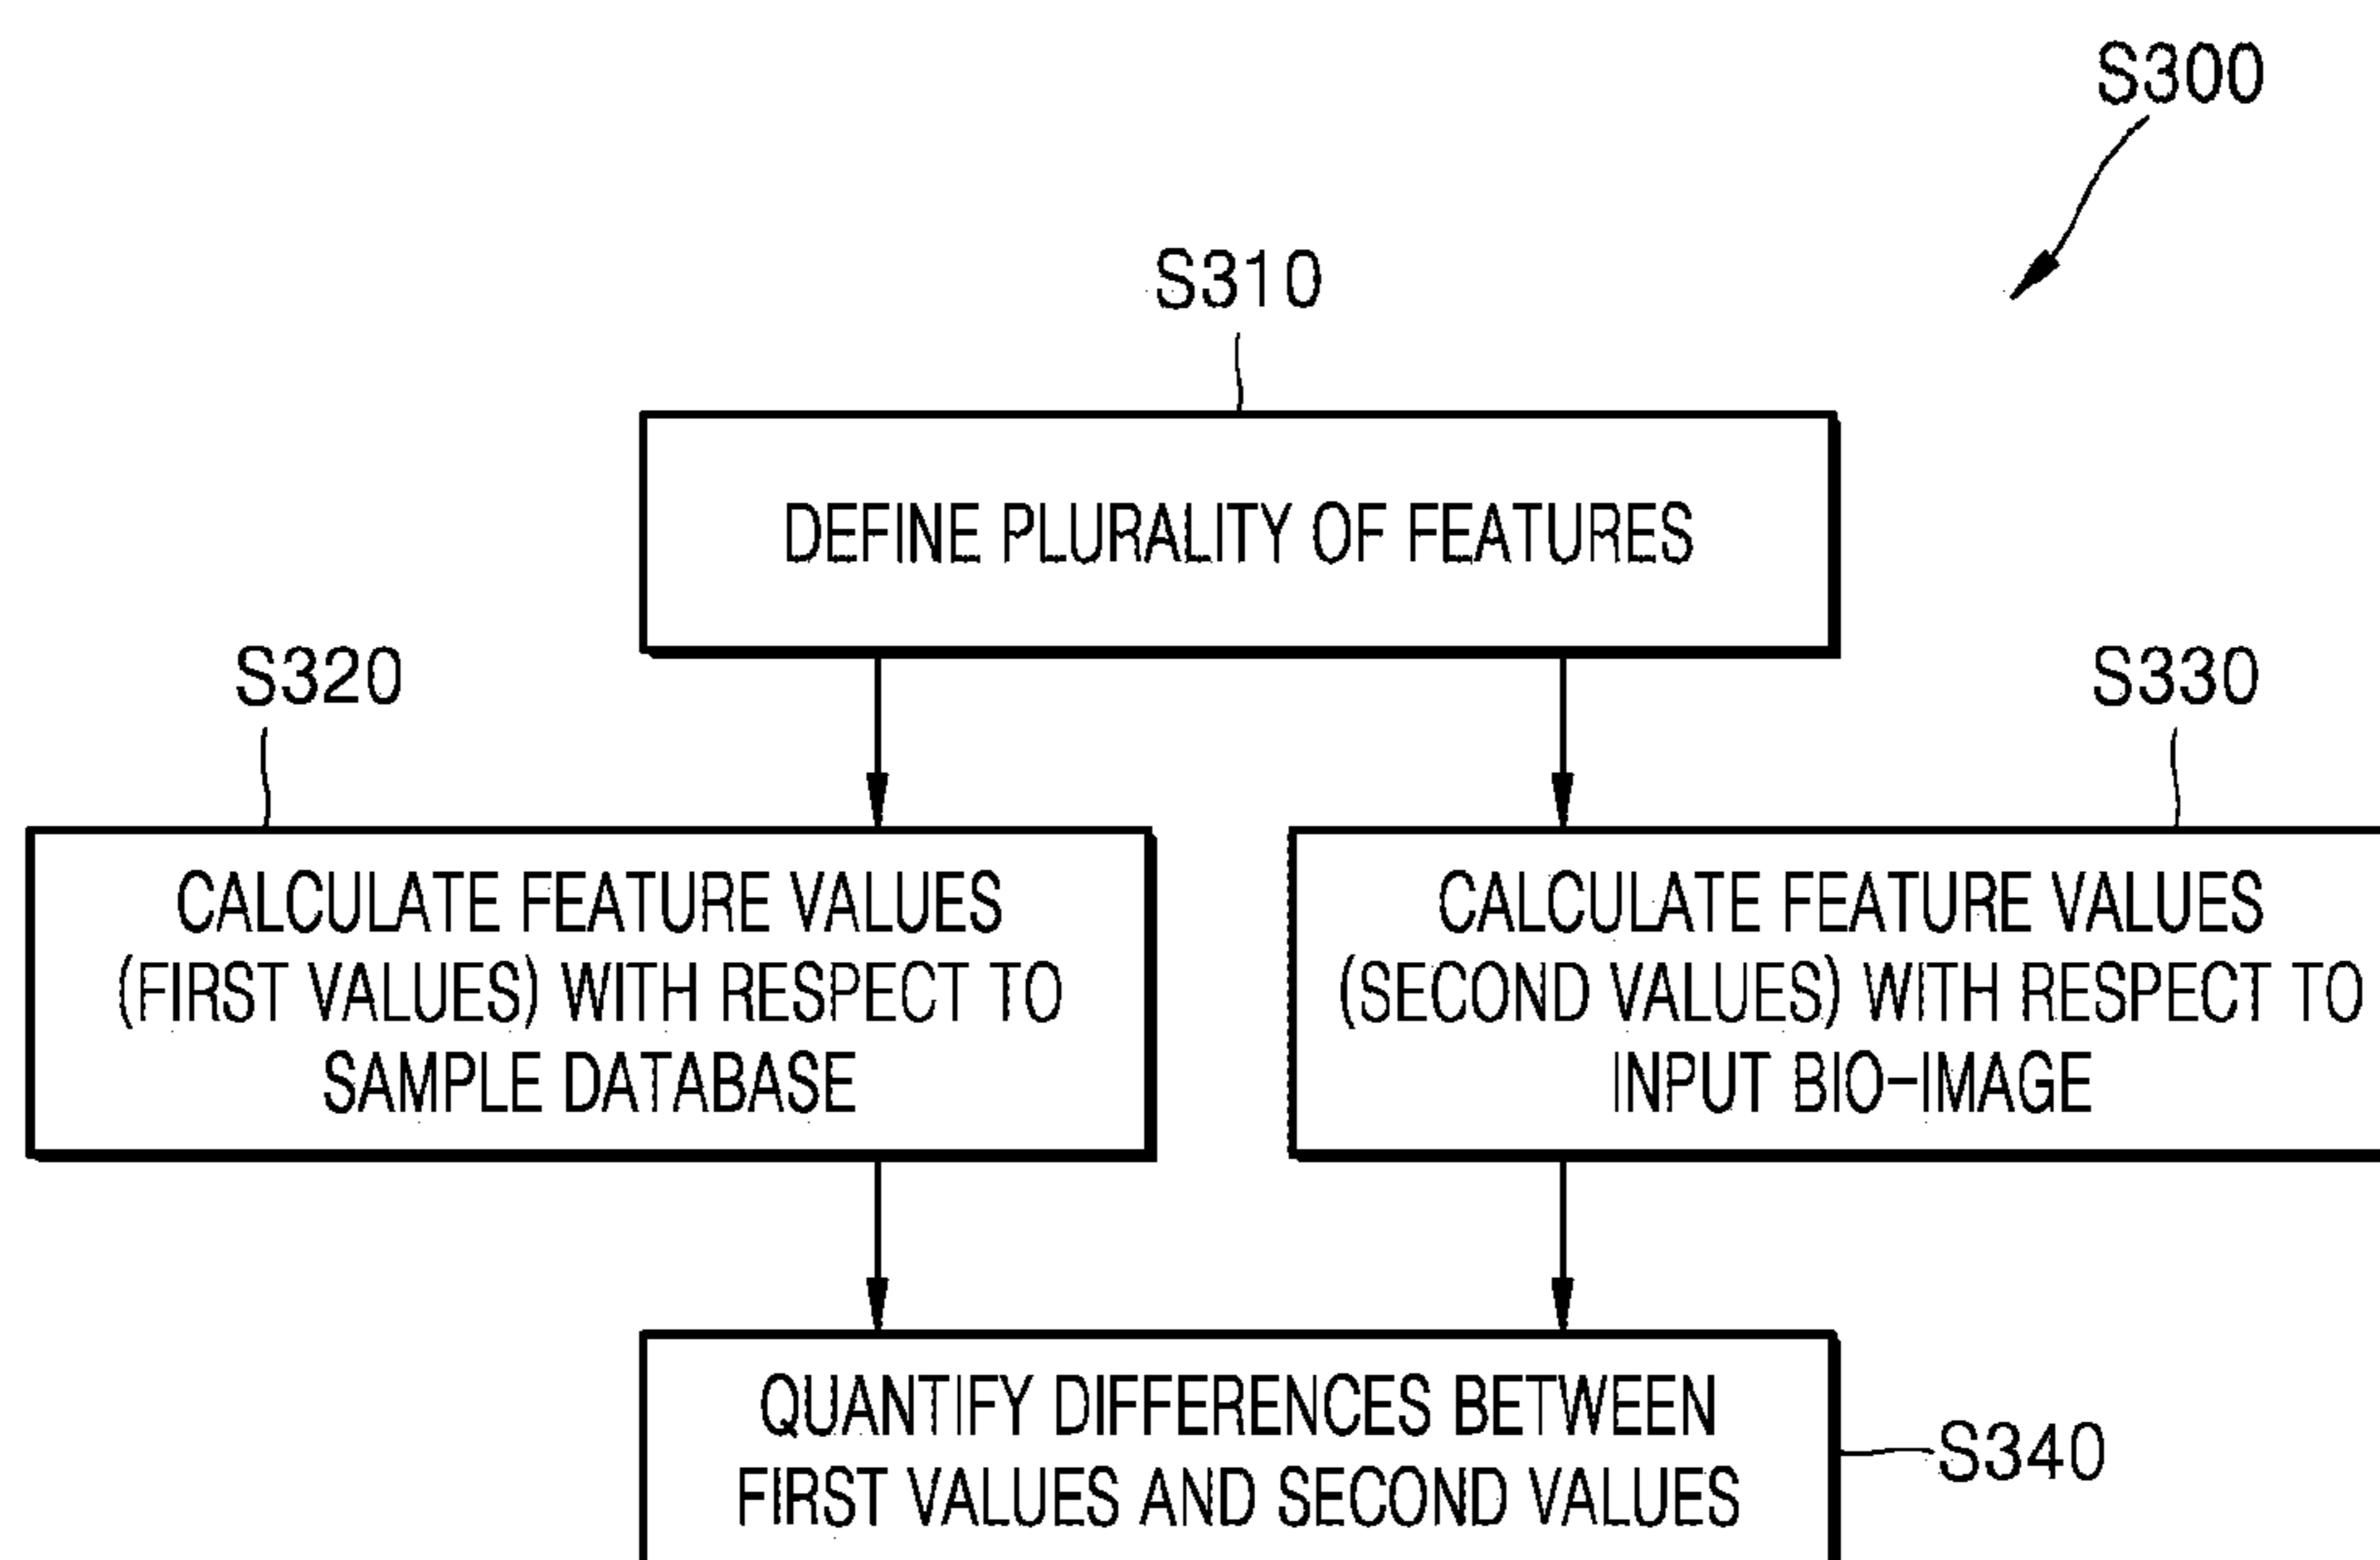 S300
S310
DEFINE PLURALITY OF FEATURES
S320
S330
CALCULATE FEATURE VALUES
(FIRST VALUES) WITH RESPECT TO
SAMPLE DATABASE
CALCULATE FEATURE VALUES
(SECOND VALUES) WITH RESPECT TO
INPUT BIO-IMAGE
QUANTIFY DIFFERENCES BETWEEN
FIRST VALUES AND SECOND VALUES
S340